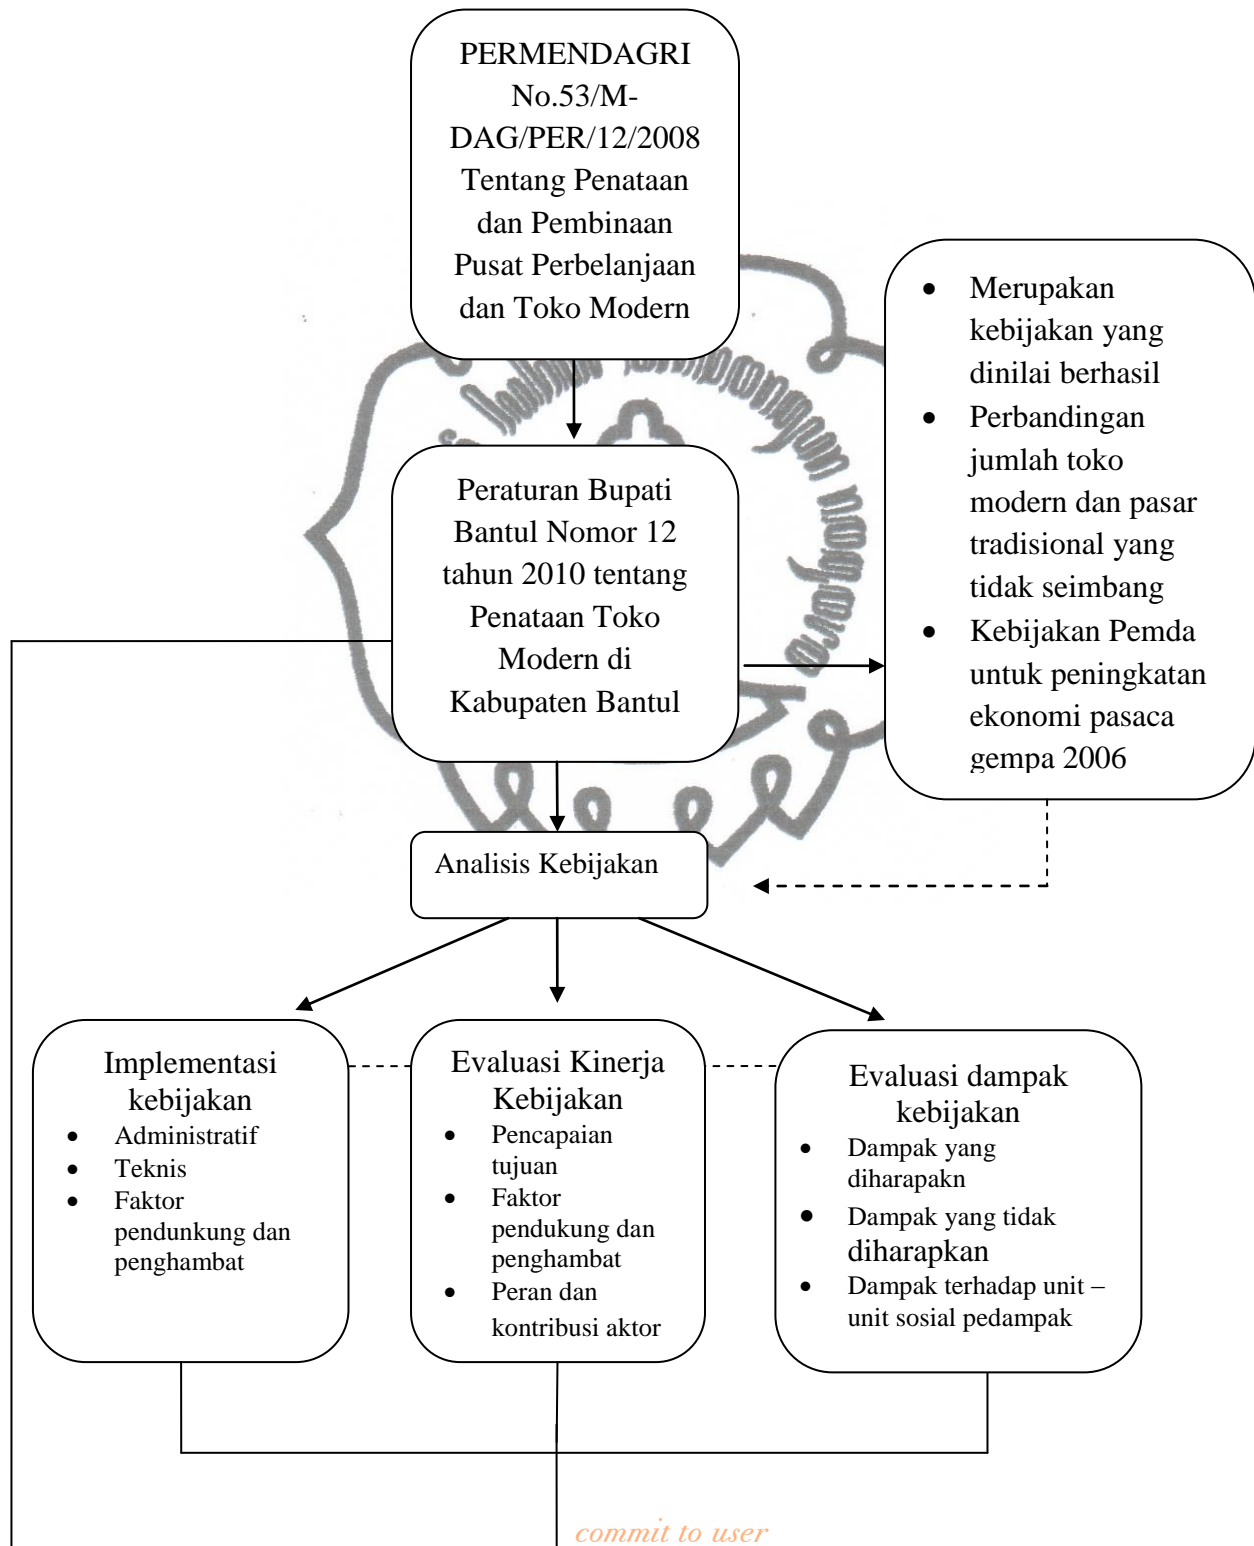 PERMENDAGRI
No.53/M-
DAG/PER/12/2008
Tentang Penataan
dan Pembinaan
Pusat Perbelanjaan
dan Toko Modern
• Merupakan
kebijakan yang
dinilai berhasil
• Perbandingan
jumlah toko
modern dan pasar
tradisional yang
tidak seimbang
• Kebijakan Pemda
untuk peningkatan
ekonomi pasaca
gempa 2006
Peraturan Bupati
Bantul Nomor 12
tahun 2010 tentang
Penataan Toko
Modern di
Kabupaten Bantul
Analisis Kebijakan
Implementasi
kebijakan
• Administratif
• Teknis
• Faktor
pendunkung dan
penghambat
Evaluasi Kinerja
Kebijakan
• Pencapaian
tujuan
• Faktor
pendukung dan
penghambat
• Peran dan
kontribusi aktor
Evaluasi dampak
kebijakan
• Dampak yang
diharapakn
• Dampak yang tidak
diharapkan
• Dampak terhadap unit –
unit sosial pedampak
commit to user